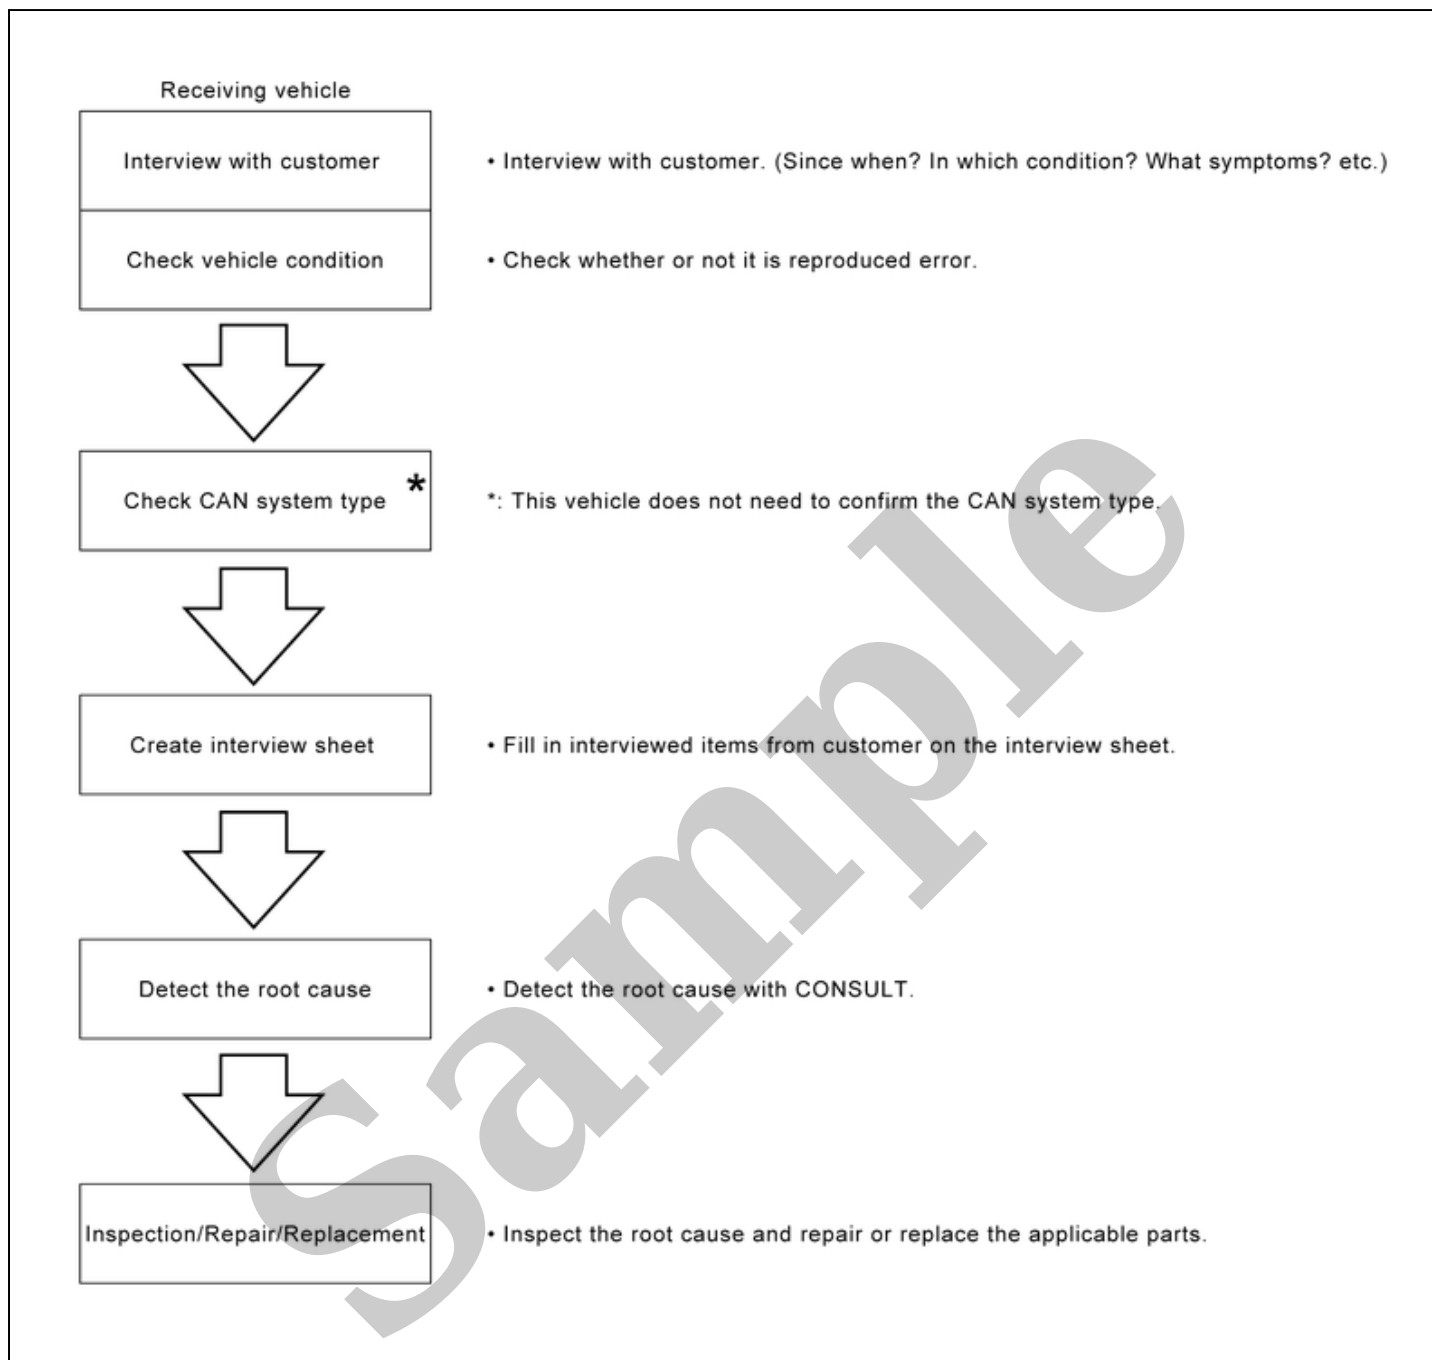 Receiving vehicle
Interview with customer
• Interview with customer. (Since when? In which condition? What symptoms? etc.)
Check vehicle condition
• Check whether or not it is reproduced error.
Check CAN system type *
*: This vehicle does not need to confirm the CAN system type.
Create interview sheet
• Fill in interviewed items from customer on the interview sheet.
Detect the root cause
• Detect the root cause with CONSULT.
Inspection/Repair/Replacement
• Inspect the root cause and repair or replace the applicable parts.
Sample